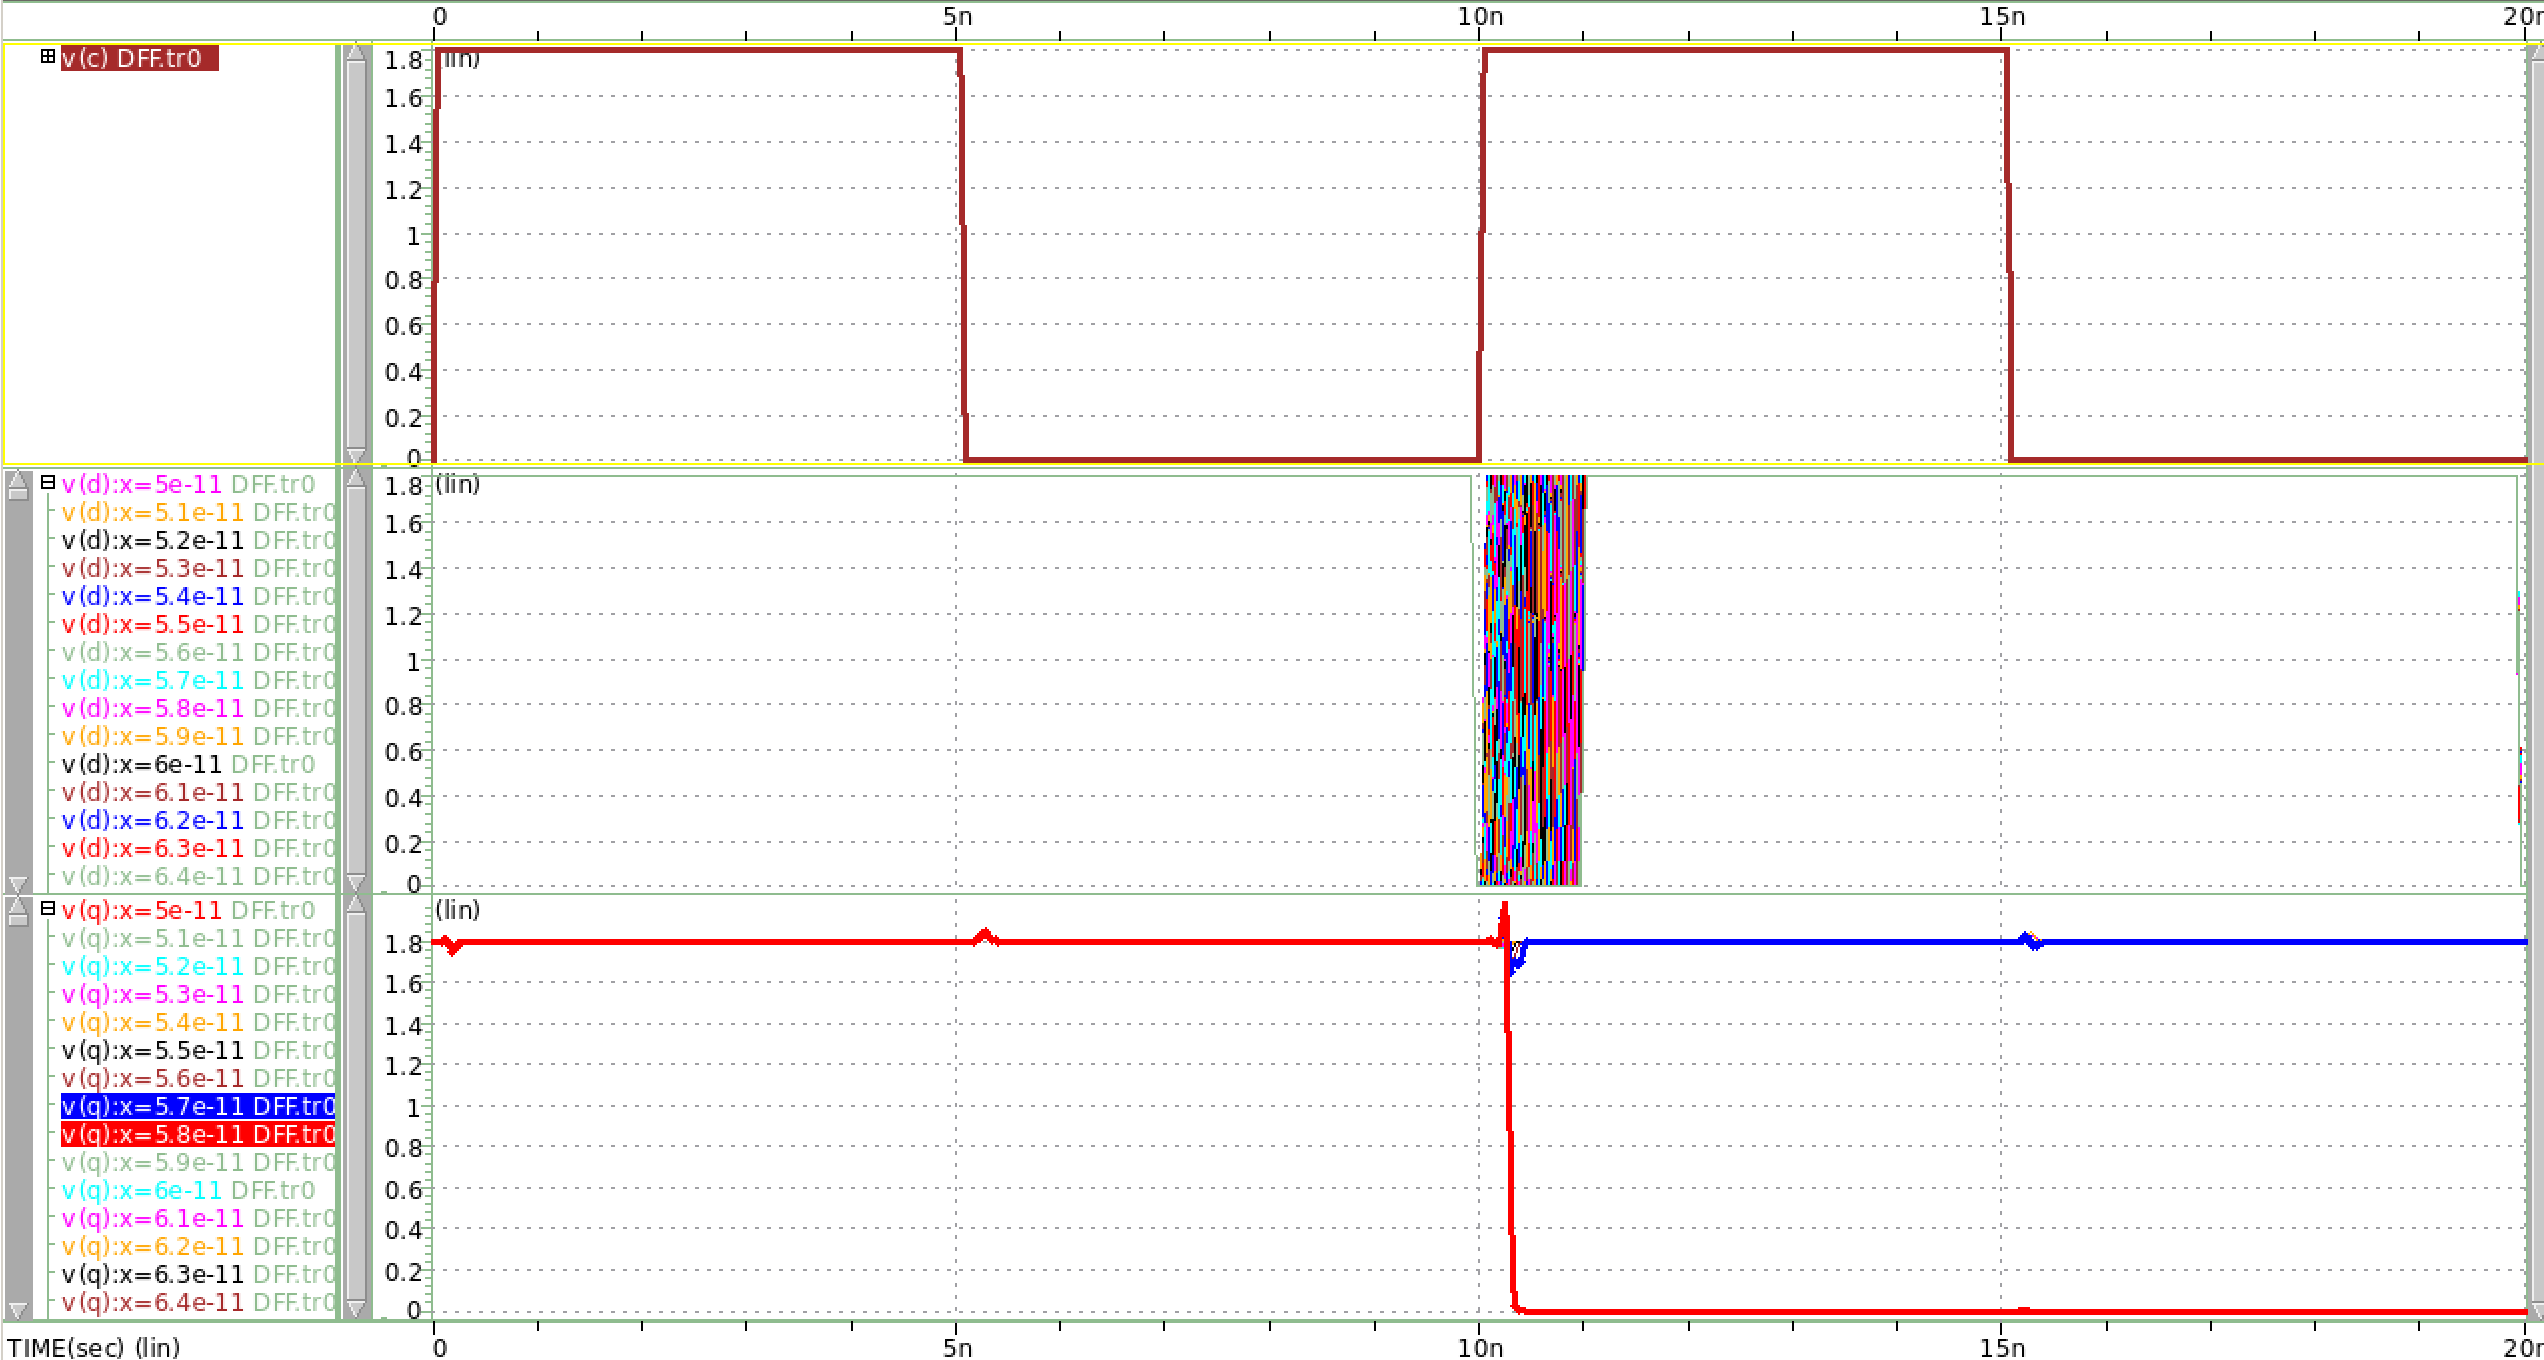 0 5n 10n 15n 20n
v(c) DFF.tr0
(lin)
1.8
1.6
1.4
1.2
1
0.8
0.6
0.4
0.2
0
v(d):x=5e-11 DFF.tr0
v(d):x=5.1e-11 DFF.tr0
v(d):x=5.2e-11 DFF.tr0
v(d):x=5.3e-11 DFF.tr0
v(d):x=5.4e-11 DFF.tr0
v(d):x=5.5e-11 DFF.tr0
v(d):x=5.6e-11 DFF.tr0
v(d):x=5.7e-11 DFF.tr0
v(d):x=5.8e-11 DFF.tr0
v(d):x=5.9e-11 DFF.tr0
v(d):x=6e-11 DFF.tr0
v(d):x=6.1e-11 DFF.tr0
v(d):x=6.2e-11 DFF.tr0
v(d):x=6.3e-11 DFF.tr0
v(d):x=6.4e-11 DFF.tr0
(lin)
1.8
1.6
1.4
1.2
1
0.8
0.6
0.4
0.2
0
v(q):x=5e-11 DFF.tr0
v(q):x=5.1e-11 DFF.tr0
v(q):x=5.2e-11 DFF.tr0
v(q):x=5.3e-11 DFF.tr0
v(q):x=5.4e-11 DFF.tr0
v(q):x=5.5e-11 DFF.tr0
v(q):x=5.6e-11 DFF.tr0
v(q):x=5.7e-11 DFF.tr0
v(q):x=5.8e-11 DFF.tr0
v(q):x=5.9e-11 DFF.tr0
v(q):x=6e-11 DFF.tr0
v(q):x=6.1e-11 DFF.tr0
v(q):x=6.2e-11 DFF.tr0
v(q):x=6.3e-11 DFF.tr0
v(q):x=6.4e-11 DFF.tr0
(lin)
1.8
1.6
1.4
1.2
1
0.8
0.6
0.4
0.2
0
TIME(sec) (lin)
0 5n 10n 15n 20n